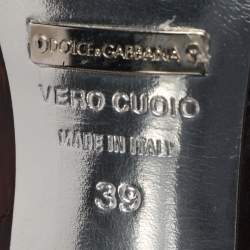 DOLCE & GABBANA
VERO CUOIO
MADE IN ITALY
39